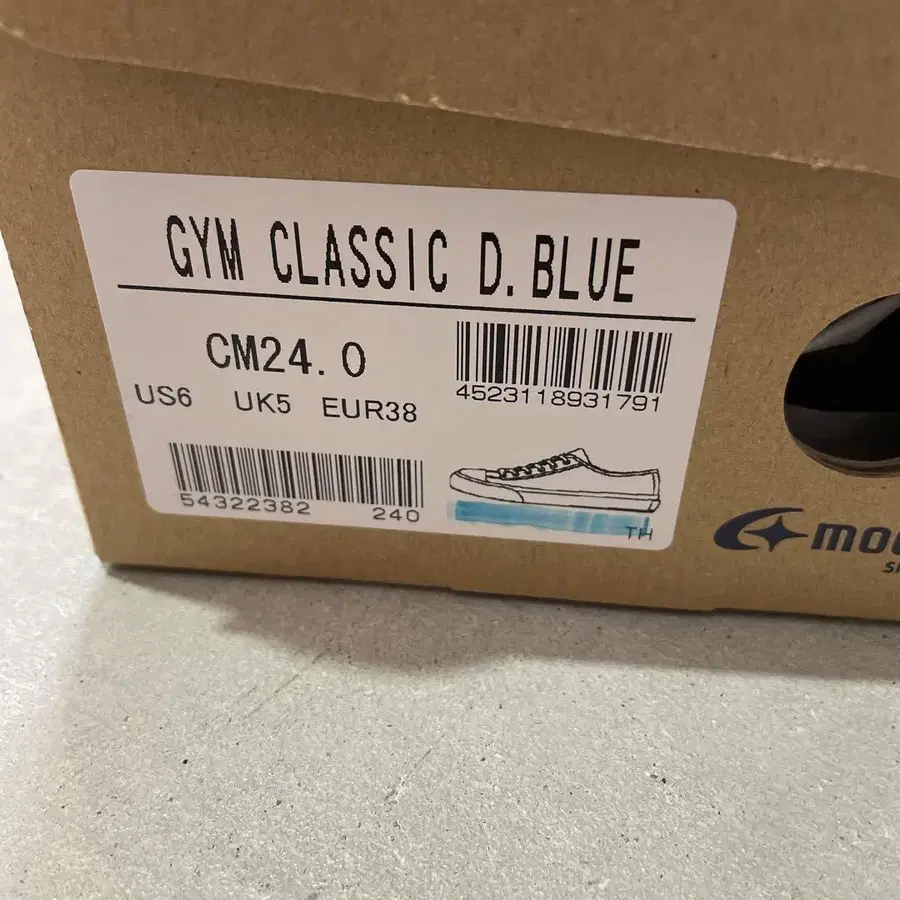 GYM CLASSIC D.BLUE
CM24.0
US6 UK5 EUR38
4523118931791
54322382 240
TH